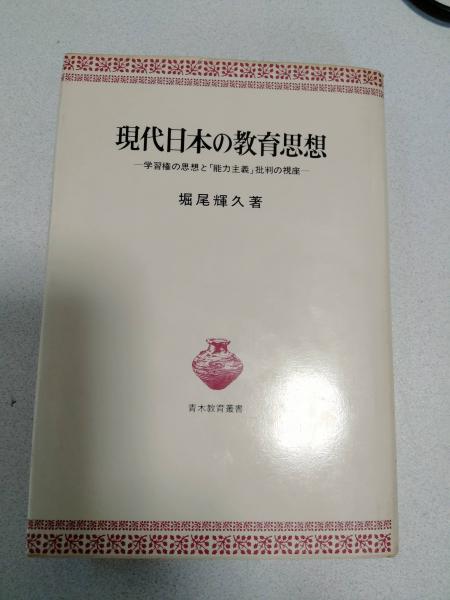 現代日本の教育思想
―学習権の思想と「能力主義」批判の視座―
堀尾輝久著
青木教育叢書